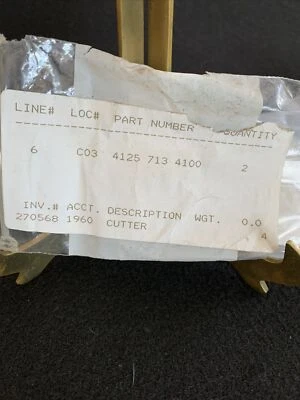 LINE# LOC# PART NUMBER QUANTITY
6 C03 4125 713 4100 2
INV.# ACCT. DESCRIPTION WGT. 0.0
270568 1960 CUTTER 4